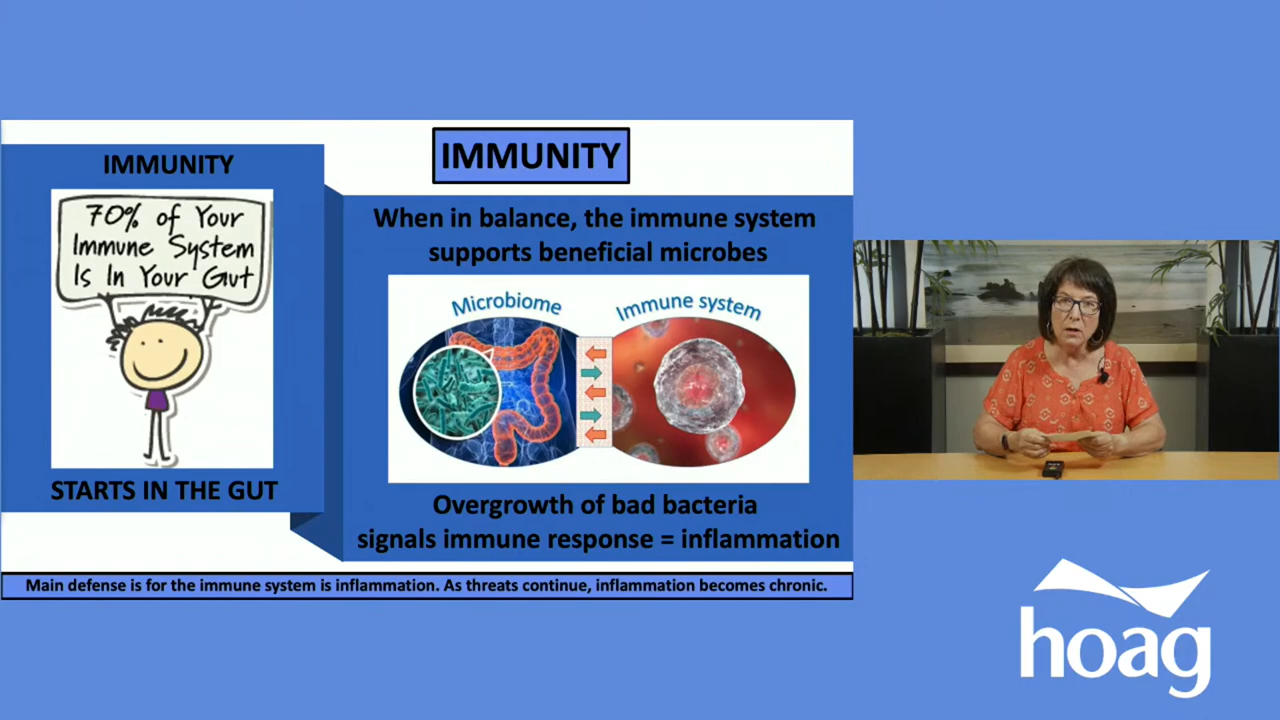 IMMUNITY
70% of Your
Immune System
Is In Your Gut
STARTS IN THE GUT
IMMUNITY
When in balance, the immune system
supports beneficial microbes
Microbiome
Immune system
Overgrowth of bad bacteria
signals immune response = inflammation
Main defense is for the immune system is inflammation. As threats continue, inflammation becomes chronic.
hoag